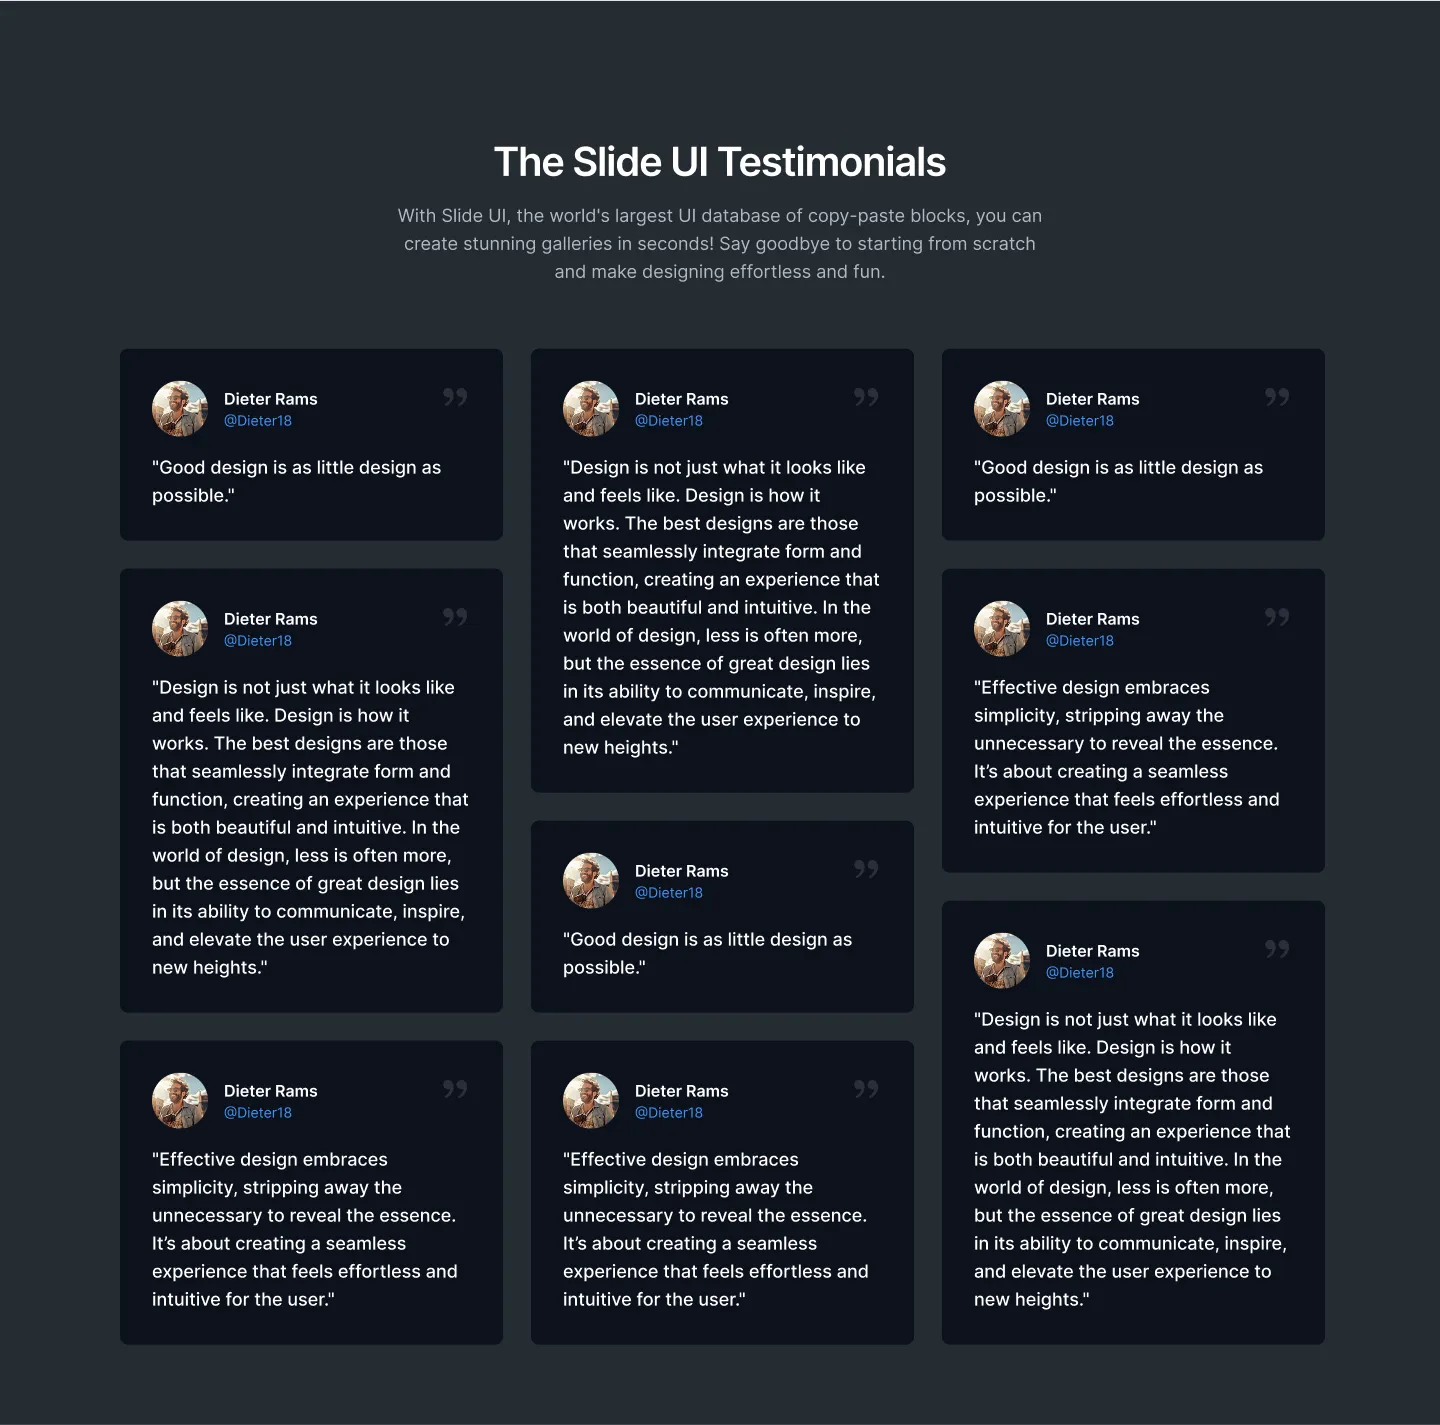 The Slide UI Testimonials
With Slide UI, the world's largest UI database of copy-paste blocks, you can
create stunning galleries in seconds! Say goodbye to starting from scratch
and make designing effortless and fun.
Dieter Rams
@Dieter18
"Good design is as little design as
possible."
Dieter Rams
@Dieter18
"Design is not just what it looks like
and feels like. Design is how it
works. The best designs are those
that seamlessly integrate form and
function, creating an experience that
is both beautiful and intuitive. In the
world of design, less is often more,
but the essence of great design lies
in its ability to communicate, inspire,
and elevate the user experience to
new heights."
Dieter Rams
@Dieter18
"Effective design embraces
simplicity, stripping away the
unnecessary to reveal the essence.
It’s about creating a seamless
experience that feels effortless and
intuitive for the user."
Dieter Rams
@Dieter18
"Design is not just what it looks like
and feels like. Design is how it
works. The best designs are those
that seamlessly integrate form and
function, creating an experience that
is both beautiful and intuitive. In the
world of design, less is often more,
but the essence of great design lies
in its ability to communicate, inspire,
and elevate the user experience to
new heights."
Dieter Rams
@Dieter18
"Good design is as little design as
possible."
Dieter Rams
@Dieter18
"Effective design embraces
simplicity, stripping away the
unnecessary to reveal the essence.
It’s about creating a seamless
experience that feels effortless and
intuitive for the user."
Dieter Rams
@Dieter18
"Good design is as little design as
possible."
Dieter Rams
@Dieter18
"Effective design embraces
simplicity, stripping away the
unnecessary to reveal the essence.
It’s about creating a seamless
experience that feels effortless and
intuitive for the user."
Dieter Rams
@Dieter18
"Design is not just what it looks like
and feels like. Design is how it
works. The best designs are those
that seamlessly integrate form and
function, creating an experience that
is both beautiful and intuitive. In the
world of design, less is often more,
but the essence of great design lies
in its ability to communicate, inspire,
and elevate the user experience to
new heights."